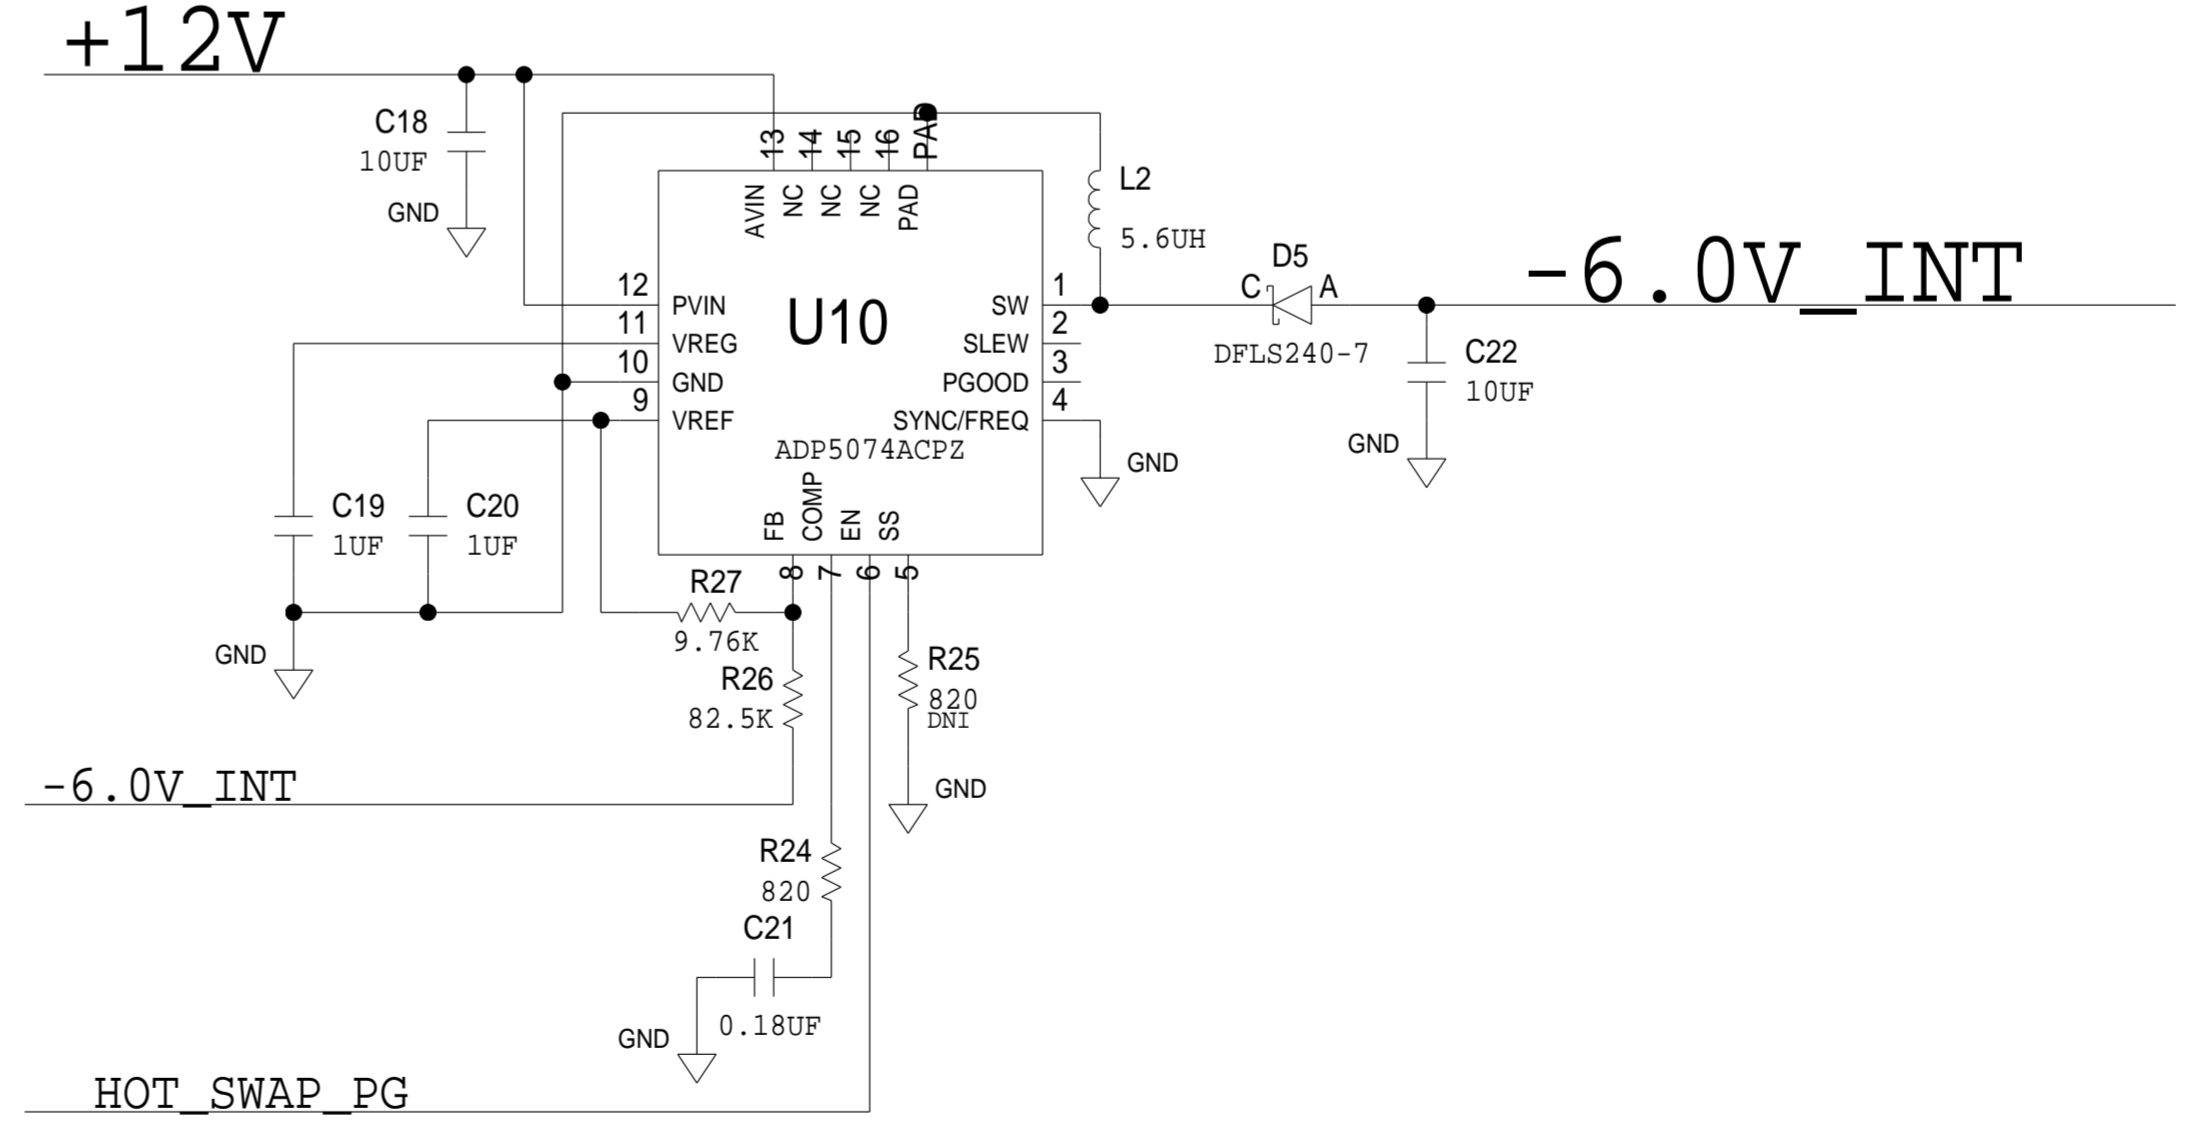 +12V
C18
10UF
GND
13
14
15
16
PAD
AVIN
NC
NC
NC
PAD
L2
5.6UH
12
PVIN
11
VREG
10
GND
9
VREF
U10
ADP5074ACPZ
SW
1
SLEW
2
PGOOD
3
SYNC/FREQ
4
GND
D5
C
A
DFLS240-7
-6.0V_INT
C22
10UF
GND
C19
1UF
C20
1UF
GND
FB
COMP
EN
SS
8
7
6
5
R27
9.76K
R26
82.5K
R25
820
DNI
GND
-6.0V_INT
R24
820
C21
0.18UF
GND
HOT_SWAP_PG